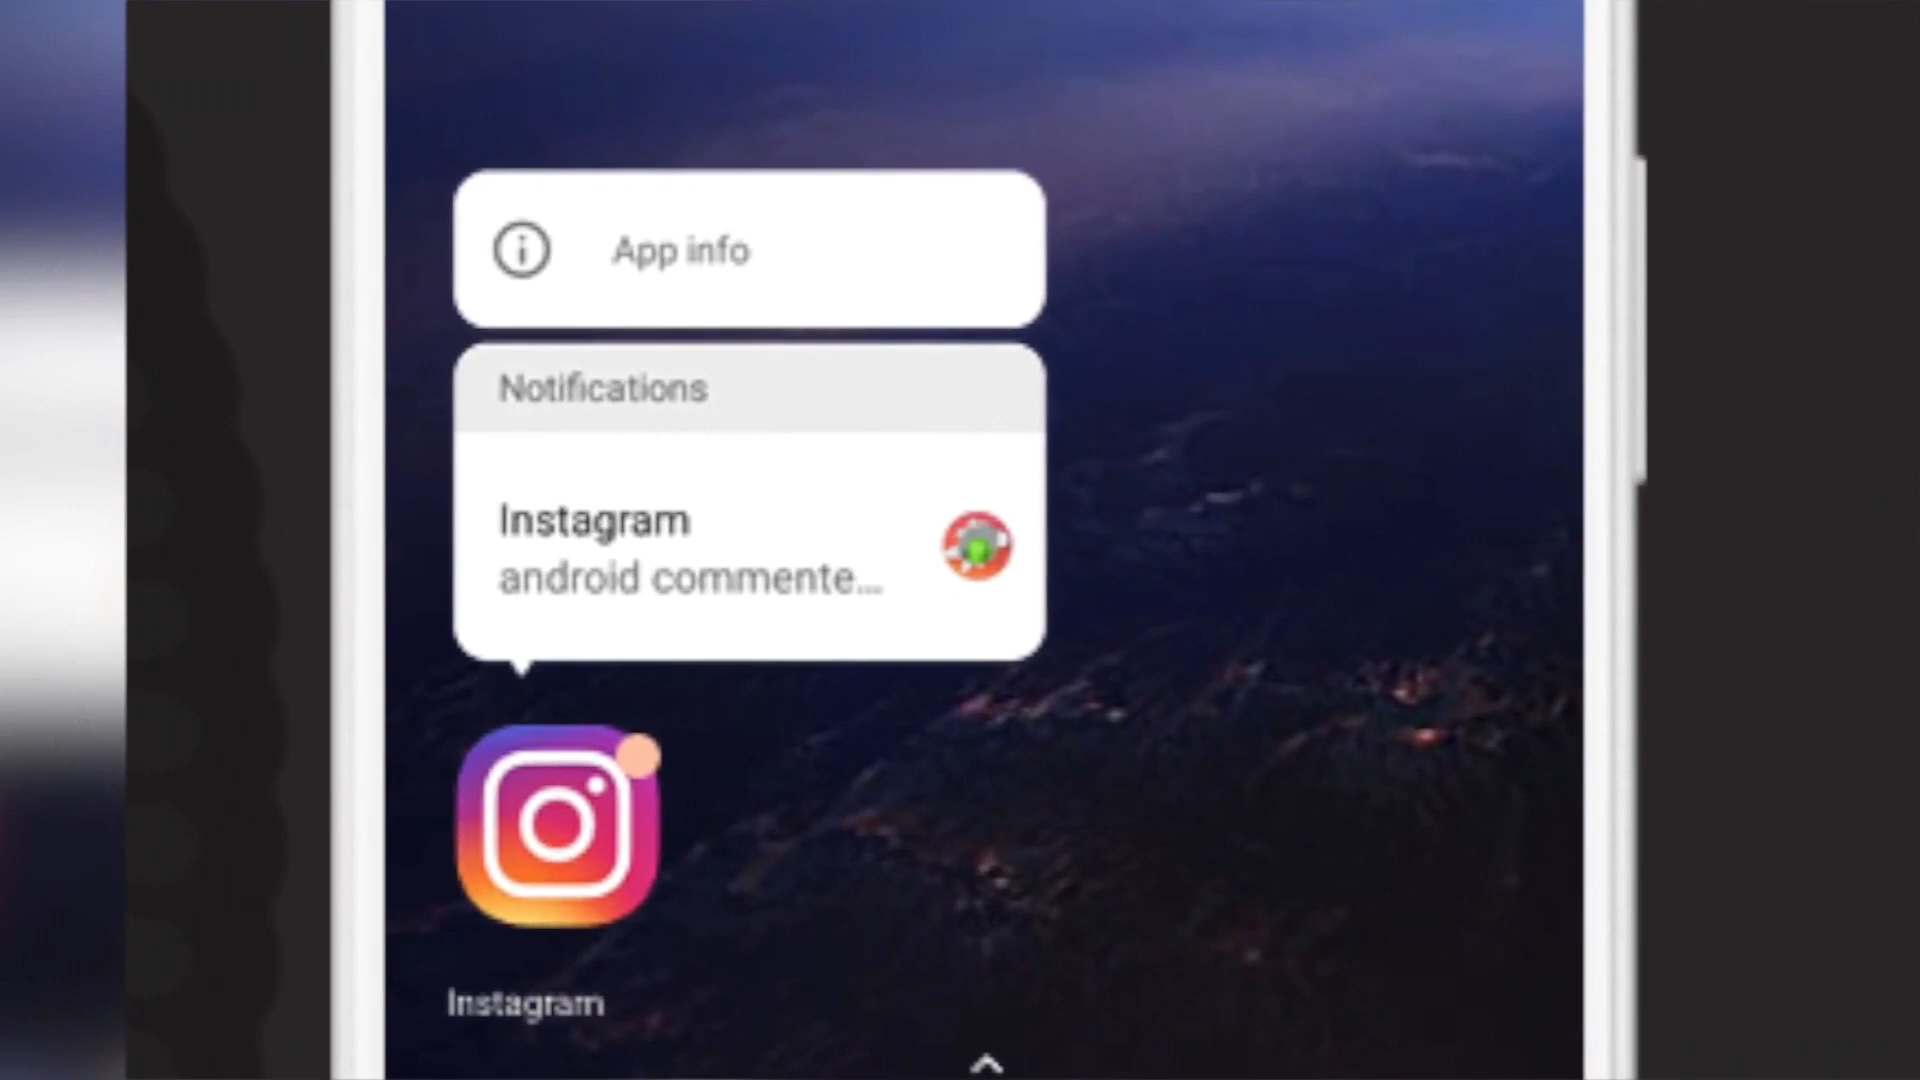 App info
Notifications
Instagram
android commente...
Instagram